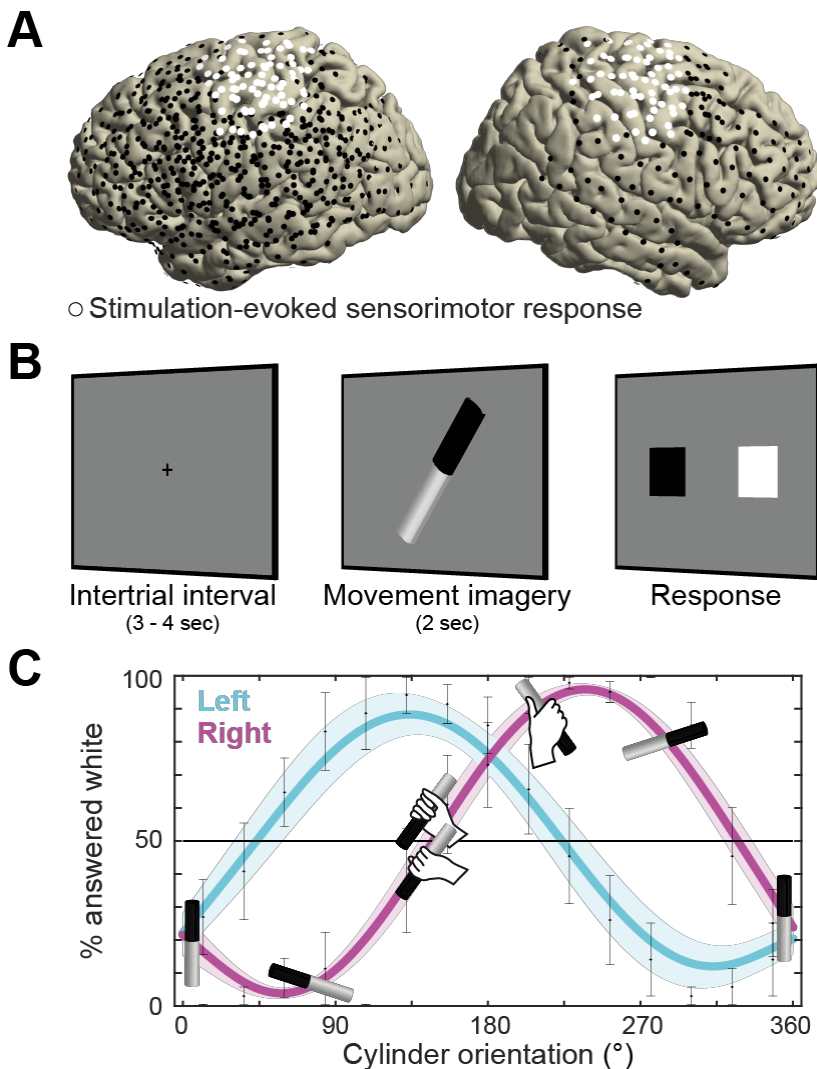 A
○ Stimulation-evoked sensorimotor response
B
+
Intertrial interval
(3 - 4 sec)
Movement imagery
(2 sec)
Response
C
100
50
0
% answered white
Left
Right
0 90 180 270 360
Cylinder orientation (°)